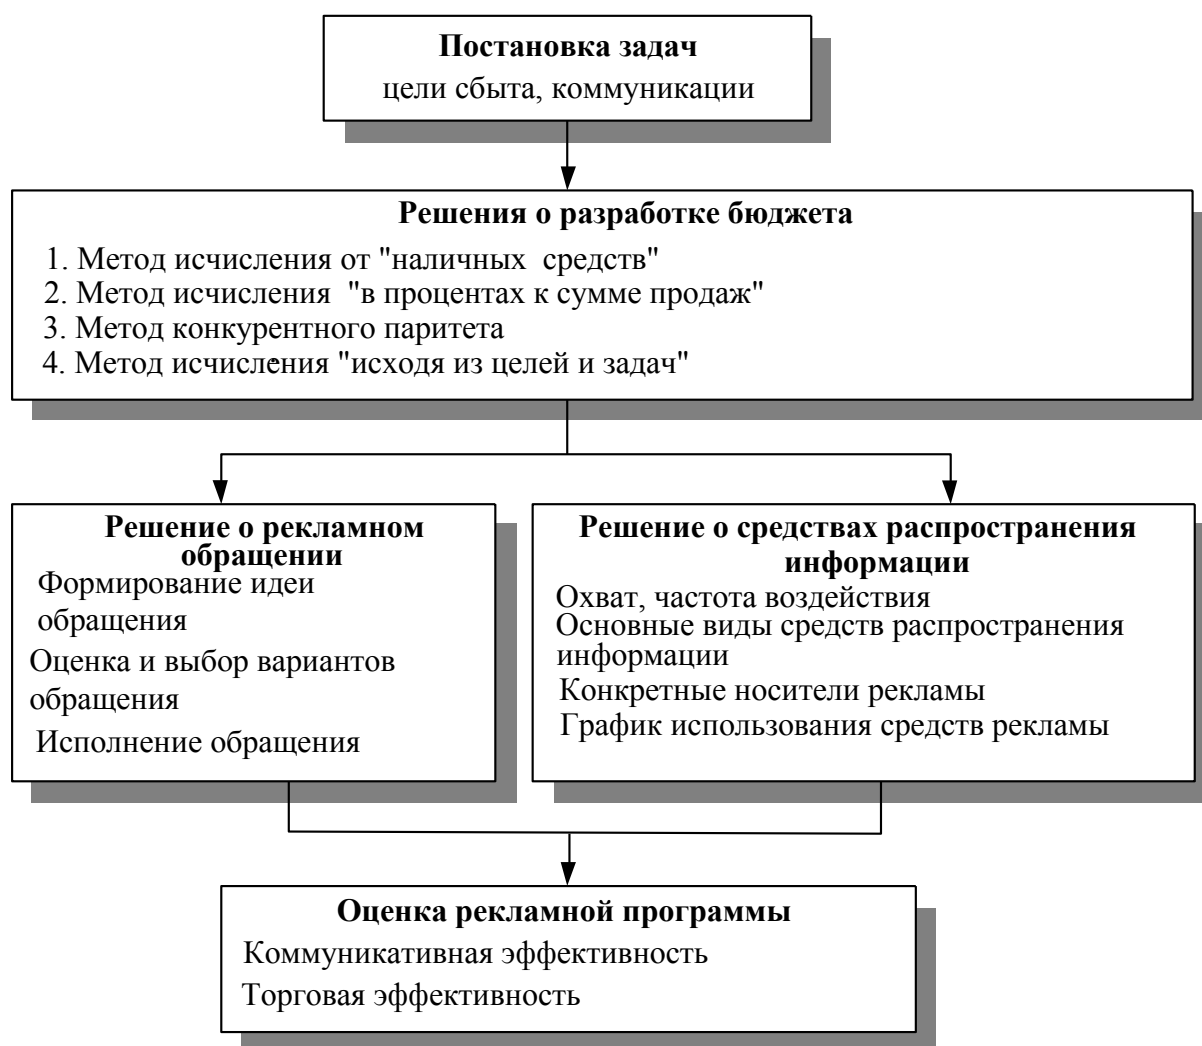 Постановка задач
цели сбыта, коммуникации
Решения о разработке бюджета
1. Метод исчисления от "наличных средств"
2. Метод исчисления "в процентах к сумме продаж"
3. Метод конкурентного паритета
4. Метод исчисления "исходя из целей и задач"
Решение о рекламном
обращении
Формирование идеи
обращения
Оценка и выбор вариантов
обращения
Исполнение обращения
Решение о средствах распространения
информации
Охват, частота воздействия
Основные виды средств распространения
информации
Конкретные носители рекламы
График использования средств рекламы
Оценка рекламной программы
Коммуникативная эффективность
Торговая эффективность